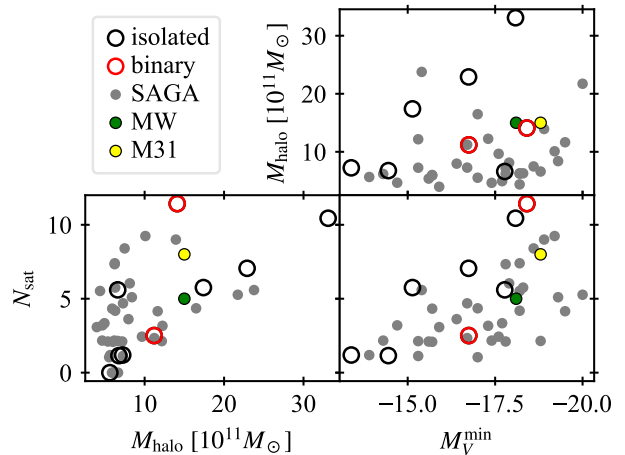 isolated
binary
SAGA
MW
M31
M_halo [10^11 M_⊙]
30
20
10
N_sat
10
5
0
10 20 30
M_halo [10^11 M_⊙]
−15.0 −17.5 −20.0
M_V^min